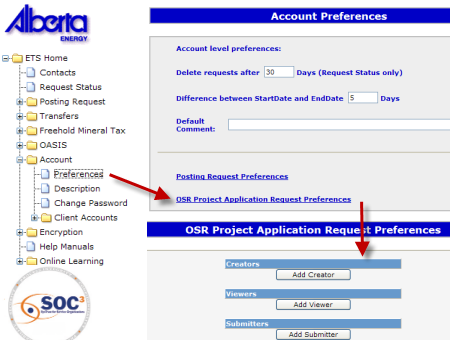 Alberta
ENERGY
ETS Home
Contacts
Request Status
Posting Request
Transfers
Freehold Mineral Tax
OASIS
Account
Preferences
Description
Change Password
Client Accounts
Encryption
Help Manuals
Online Learning
SOC3
Account Preferences
Account level preferences:
Delete requests after 30 Days (Request Status only)
Difference between StartDate and EndDate 5 Days
Default
Comment:
Posting Request Preferences
OSR Project Application Request Preferences
OSR Project Application Request Preferences
Creators
Add Creator
Viewers
Add Viewer
Submitters
Add Submitter